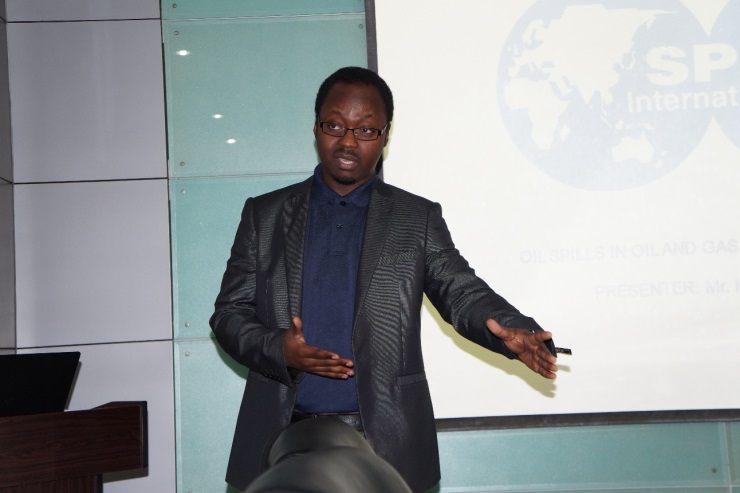 SP
Internat
OIL SPILLS IN OIL AND GAS
PRESENTER: Mr.